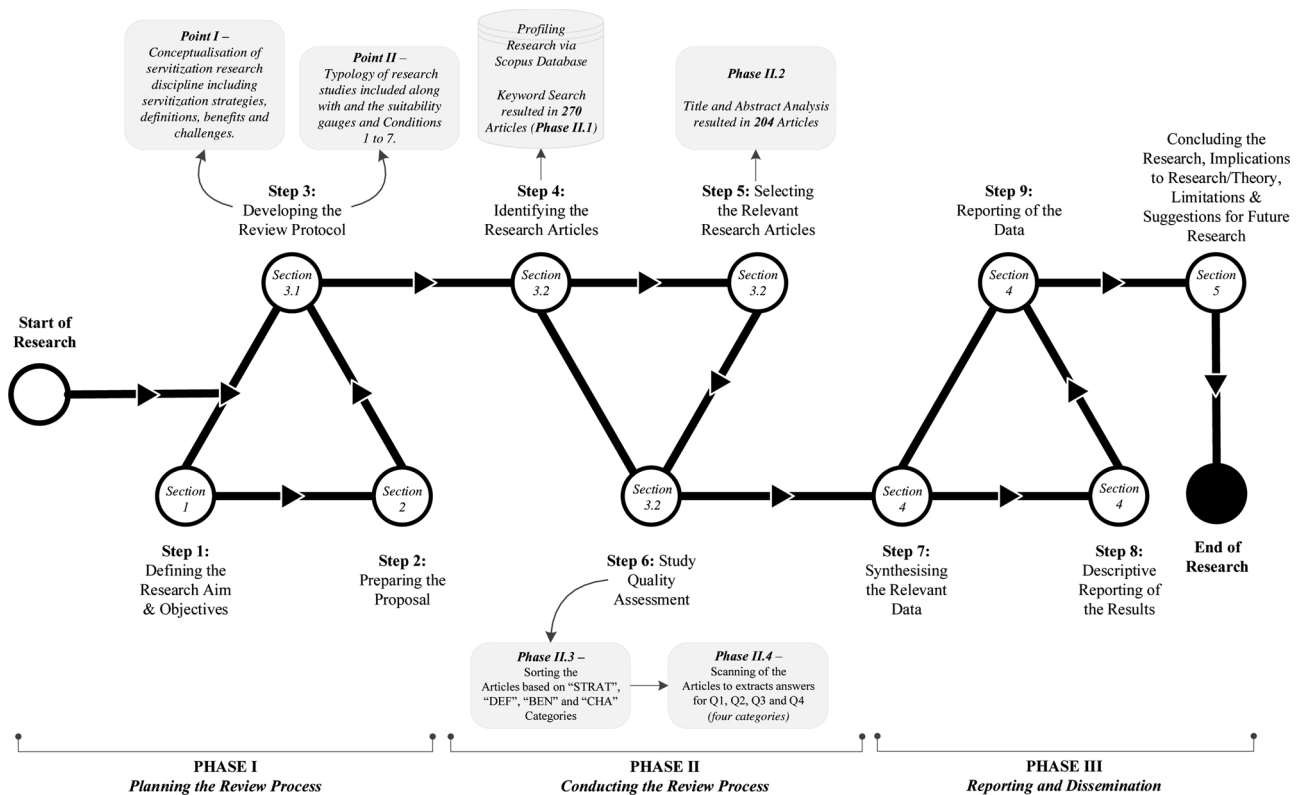 Point I –
Conceptualisation of
servitization research
discipline including
servitization strategies,
definitions, benefits and
challenges.
Point II –
Typology of research
studies included along
with and the suitability
gauges and Conditions
1 to 7.
Profiling
Research via
Scopus Database
Keyword Search
resulted in 270
Articles (Phase II.1)
Phase II.2
Title and Abstract Analysis
resulted in 204 Articles
Step 3:
Developing the
Review Protocol
Step 4:
Identifying the
Research Articles
Step 5: Selecting
the Relevant
Research Articles
Step 9:
Reporting of the
Data
Concluding the
Research, Implications
to Research/Theory,
Limitations &
Suggestions for Future
Research
Section
3.1
Section
3.2
Section
3.2
Section
4
Section
5
Start of
Research
Section
1
Section
2
Section
3.2
Section
4
Section
4
Step 1:
Defining the
Research Aim
& Objectives
Step 2:
Preparing the
Proposal
Step 6: Study
Quality
Assessment
Step 7:
Synthesising
the Relevant
Data
Step 8:
Descriptive
Reporting of
the Results
End of
Research
Phase II.3 –
Sorting the
Articles based on “STRAT”,
“DEF”, “BEN” and “CHA”
Categories
Phase II.4 –
Scanning of the
Articles to extracts answers
for Q1, Q2, Q3 and Q4
(four categories)
PHASE I
Planning the Review Process
PHASE II
Conducting the Review Process
PHASE III
Reporting and Dissemination